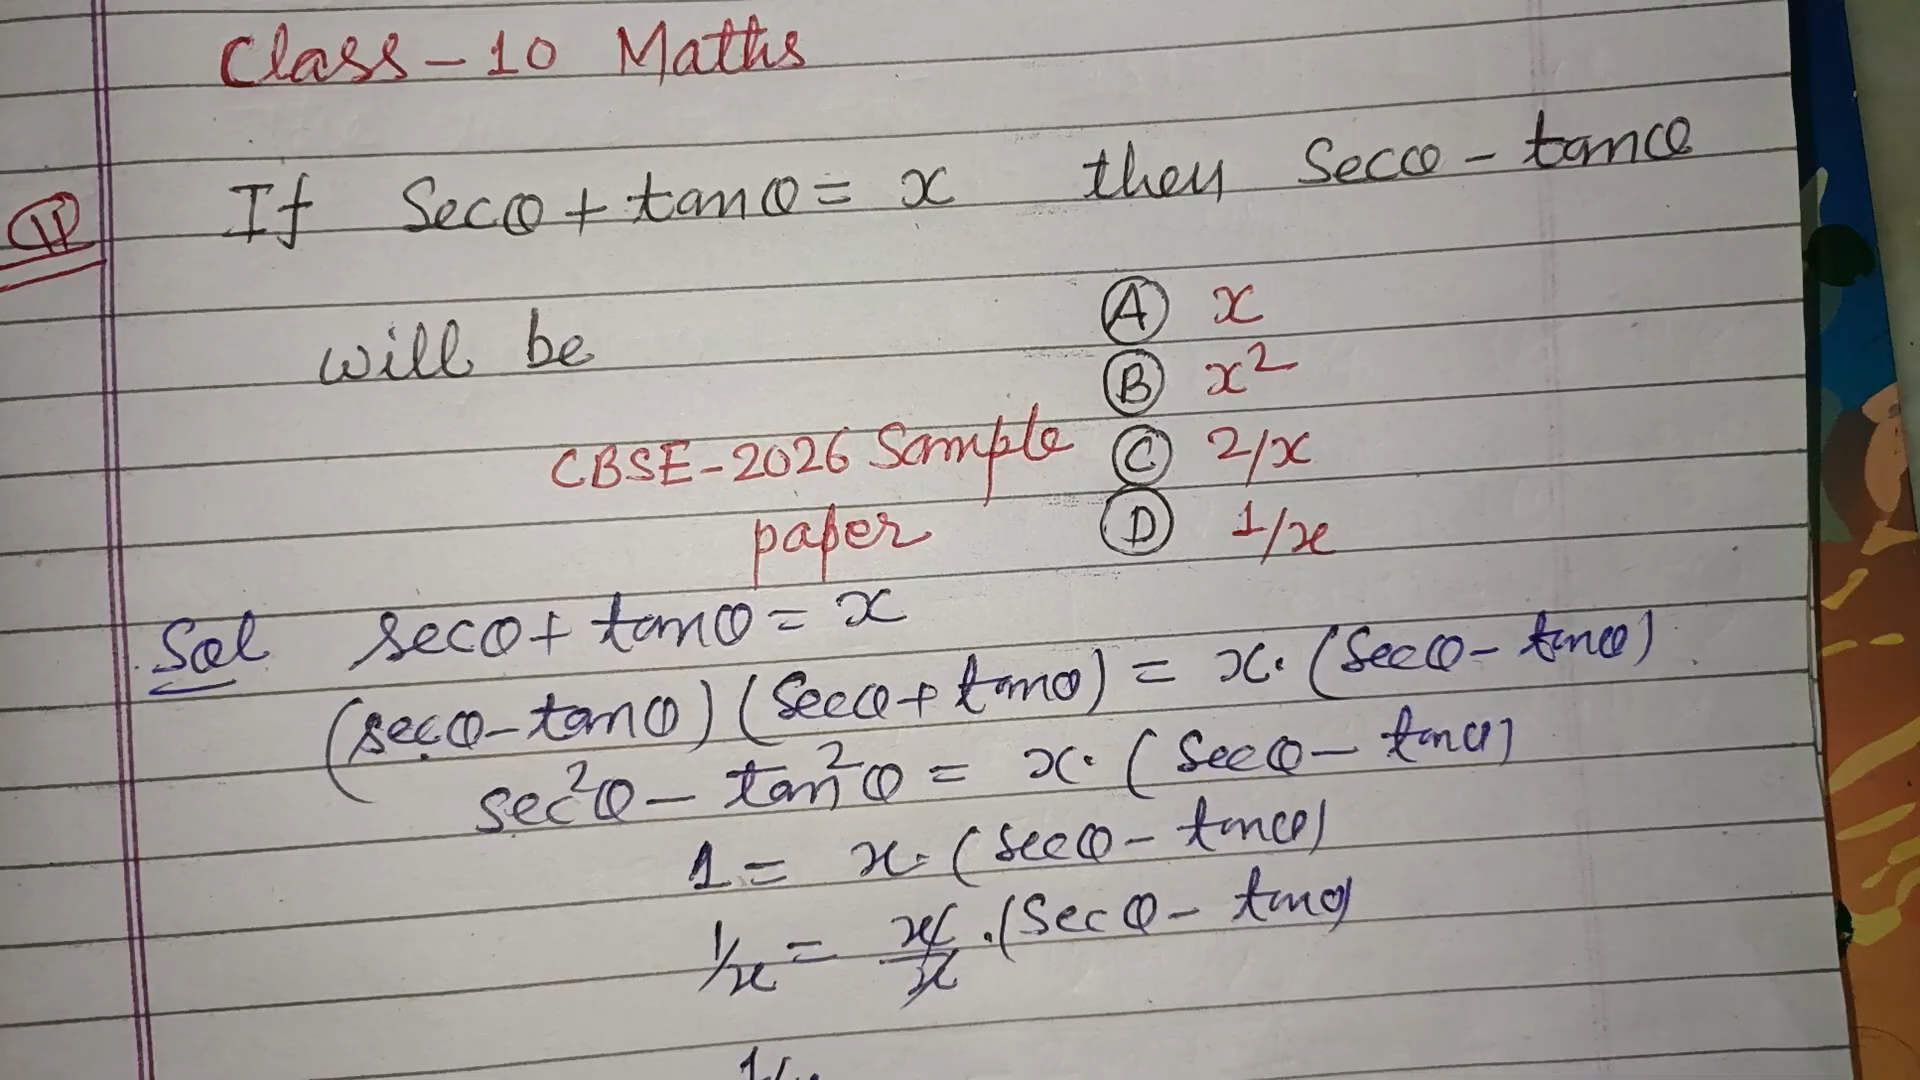 Class-10 Maths
If Secθ + tanθ = x then Secθ - tanθ
will be
(A) x
(B) x²
(C) 2/x
(D) 1/x
CBSE-2026 Sample
paper
Sol secθ + tanθ = x
(secθ - tanθ) (Secθ + tanθ) = x. (Secθ - tanθ)
sec²θ - tan²θ = x. (Secθ - tanθ)
1 = x. (Secθ - tanθ)
1/x = x/x .(Secθ - tanθ)